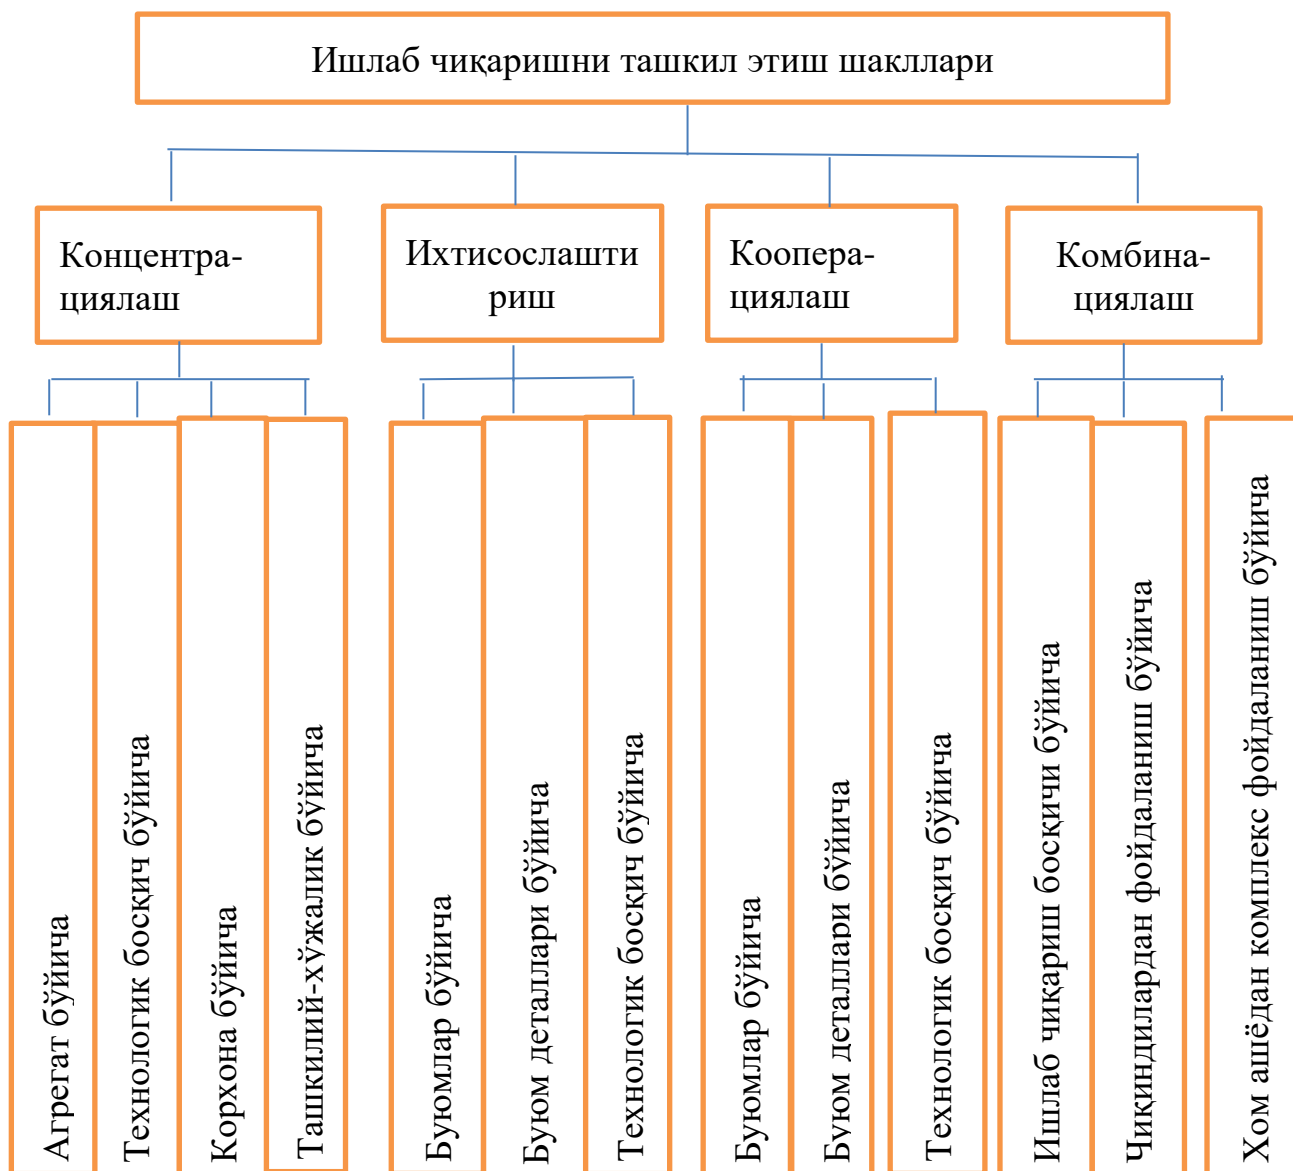 Ишлаб чиқаришни ташкил этиш шакллари
Концентра-
циялаш
Ихтисослашти
риш
Коопера-
циялаш
Комбина-
циялаш
Агрегат бўйича
Технологик босқич бўйича
Корхона бўйича
Ташкилий-хўжалик бўйича
Буюмлар бўйича
Буюм деталлари бўйича
Технологик босқич бўйича
Буюмлар бўйича
Буюм деталлари бўйича
Технологик босқич бўйича
Ишлаб чиқариш босқичи бўйича
Чиқиндилардан фойдаланиш бўйича
Хом ашёдан комплекс фойдаланиш бўйича